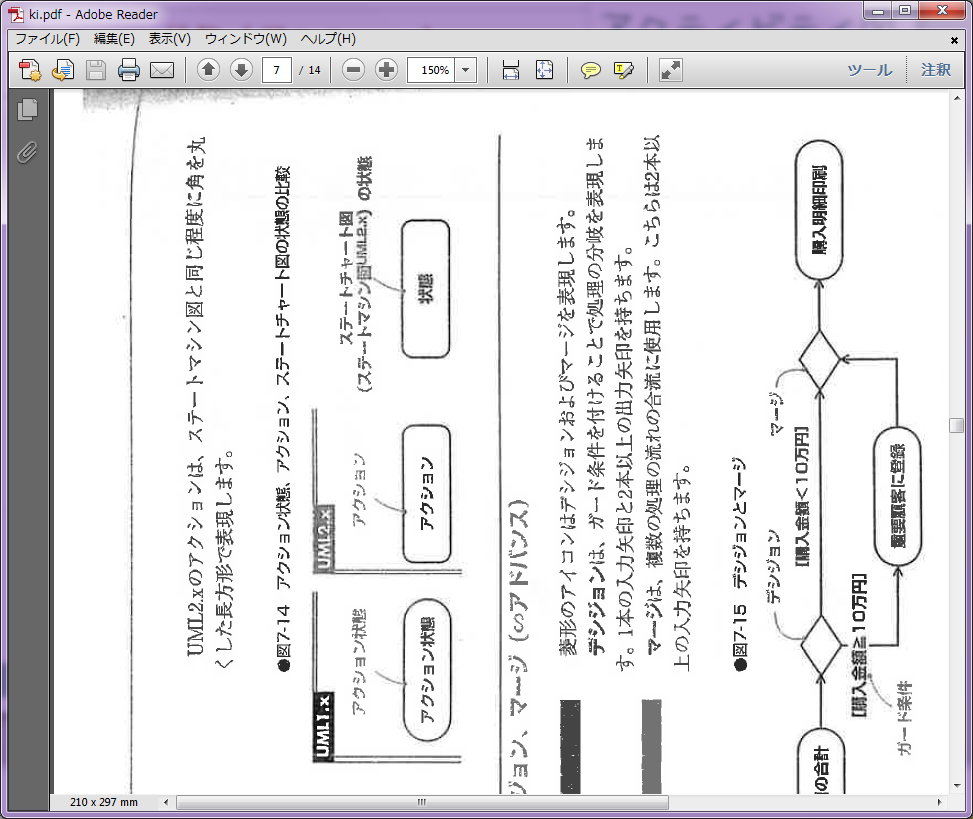 ki.pdf - Adobe Reader
ファイル(F) 編集(E) 表示(V) ウィンドウ(W) ヘルプ(H)
7 / 14 150% ツール 注釈
UML2.xのアクションは、ステートマシン図と同じ程度に角を丸
くした長方形で表現します。
●図7-14 アクション状態、アクション、ステートチャート図の状態の比較
UML1.x
アクション状態
アクション状態
UML2.x
アクション
アクション
ステートチャート図
(ステートマシン図UML2.x) の状態
状態
ジョン、マージ (∽アドバンス)
菱形のアイコンはデシジョンおよびマージを表現します。
デシジョンは、ガード条件を付けることで処理の分岐を表現しま
す。1本の入力矢印と2本以上の出力矢印を持ちます。
マージは、複数の処理の流れの合流に使用します。こちらは2本以
上の入力矢印を持ちます。
●図7-15 デシジョンとマージ
の合計
デシジョン
[購入金額<10万円]
マージ
購入明細印刷
[購入金額≧10万円]
ガード条件
重要顧客に登録
210 x 297 mm